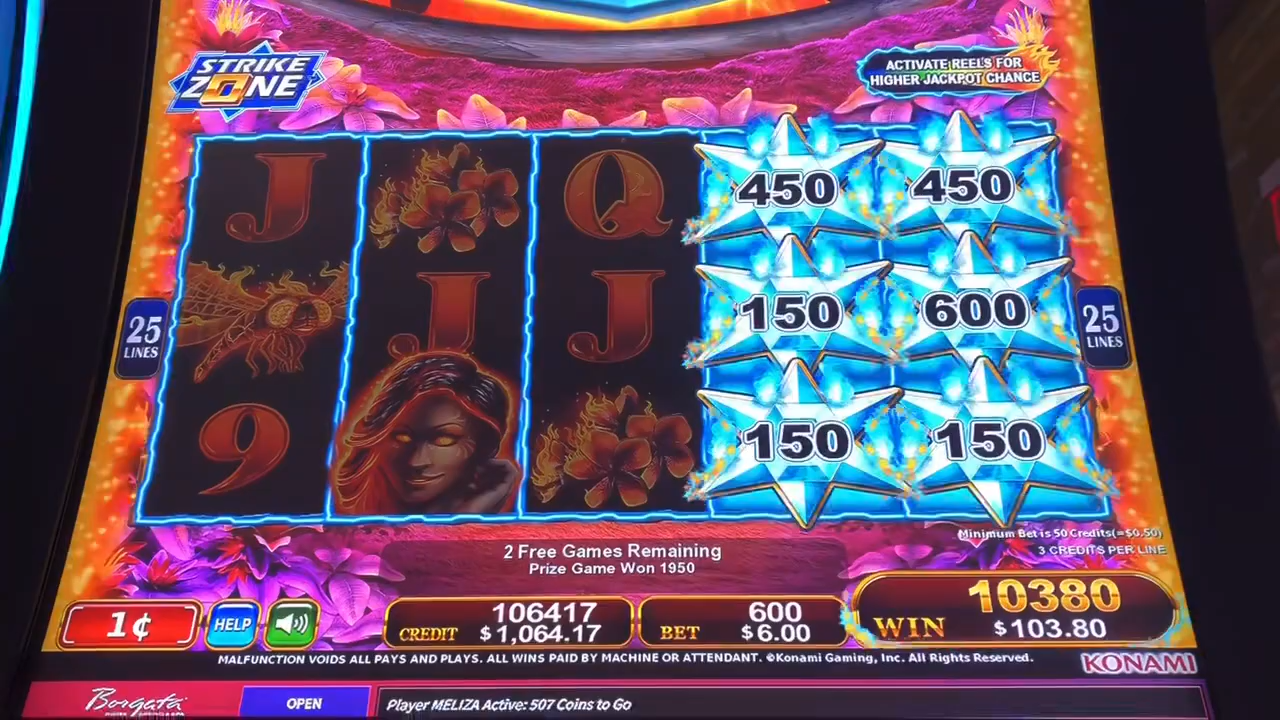 STRIKE
ZONE
ACTIVATE REELS FOR
HIGHER JACKPOT CHANCE
J
Q
450
450
25
LINES
J
J
150
600
25
LINES
9
150
150
Minimum Bet is 50 Credits(=$0.50)
3 CREDITS PER LINE
2 Free Games Remaining
Prize Game Won 1950
1¢
HELP
CREDIT
106417
$1,064.17
BET
600
$6.00
WIN
10380
$103.80
MALFUNCTION VOIDS ALL PAYS AND PLAYS. ALL WINS PAID BY MACHINE OR ATTENDANT. ©Konami Gaming, Inc. All Rights Reserved.
KONAMI
Borgata
OPEN
Player MELIZA Active: 507 Coins to Go